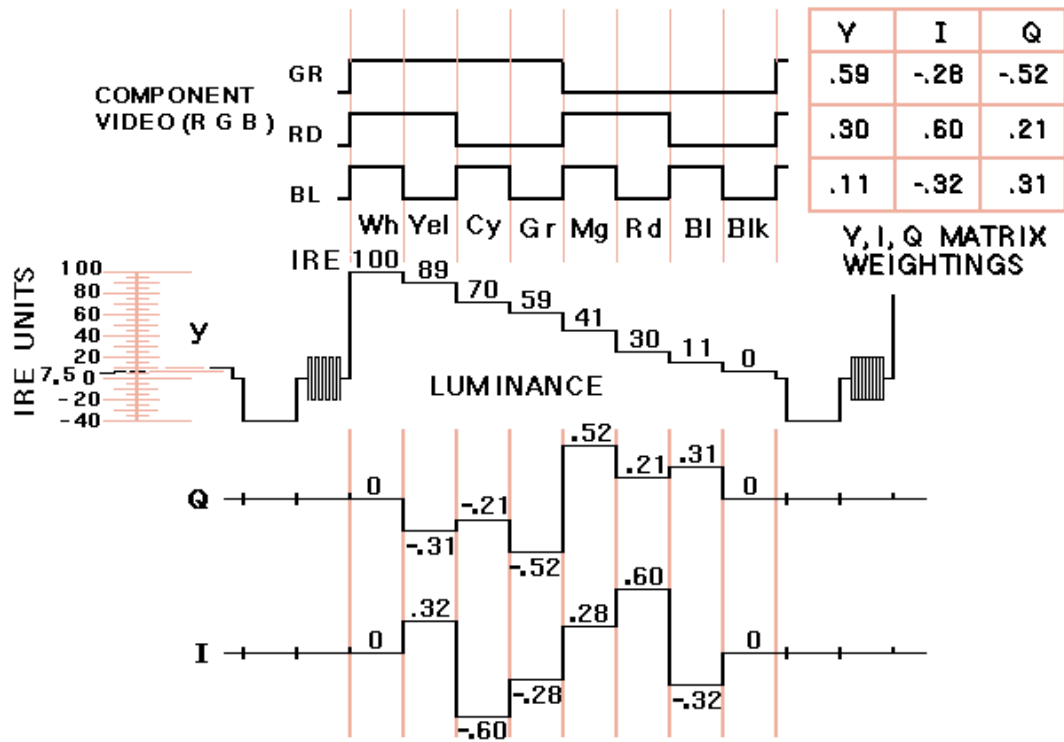 COMPONENT
VIDEO (R G B)
GR
RD
BL
Wh Yel Cy Gr Mg Rd Bl Blk
Y I Q
.59 -.28 -.52
.30 .60 .21
.11 -.32 .31
Y, I, Q MATRIX
WEIGHTINGS
IRE 100 89 70 59 41 30 11 0
IRE UNITS
100
80
60
40
20
7.5 0
-20
-40
Y
LUMINANCE
Q
0 -.31 -.21 -.52 .52 .21 .31 0
I
0 .32 -.60 -.28 .28 .60 -.32 0